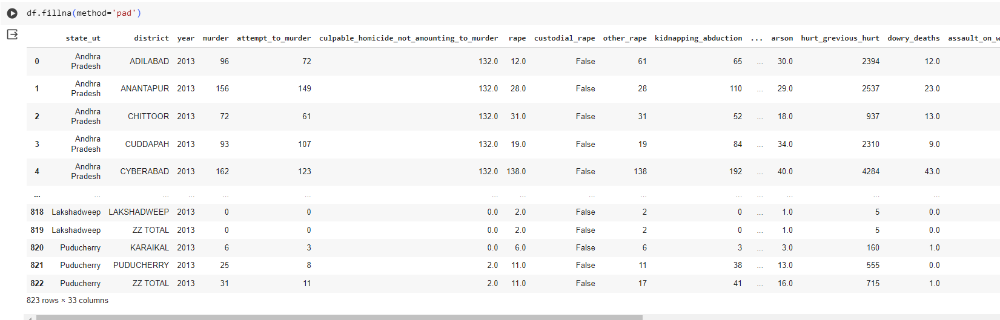 df.fillna(method='pad')
state_ut district year murder attempt_to_murder culpable_homicide_not_amounting_to_murder rape custodial_rape other_rape kidnapping_abduction ... arson hurt_grevious_hurt dowry_deaths assault_on_w
0 Andhra Pradesh ADILABAD 2013 96 72 132.0 12.0 False 61 65 ... 30.0 2394 12.0
1 Andhra Pradesh ANANTAPUR 2013 156 149 132.0 28.0 False 28 110 ... 29.0 2537 23.0
2 Andhra Pradesh CHITTOOR 2013 72 61 132.0 31.0 False 31 52 ... 18.0 937 13.0
3 Andhra Pradesh CUDDAPAH 2013 93 107 132.0 19.0 False 19 84 ... 34.0 2310 9.0
4 Andhra Pradesh CYBERABAD 2013 162 123 132.0 138.0 False 138 192 ... 40.0 4284 43.0
... ... ... ... ... ... ... ... ... ... ... ... ... ... ...
818 Lakshadweep LAKSHADWEEP 2013 0 0 0.0 2.0 False 2 0 ... 1.0 5 0.0
819 Lakshadweep ZZ TOTAL 2013 0 0 0.0 2.0 False 2 0 ... 1.0 5 0.0
820 Puducherry KARAIKAL 2013 6 3 0.0 6.0 False 6 3 ... 3.0 160 1.0
821 Puducherry PUDUCHERRY 2013 25 8 2.0 11.0 False 11 38 ... 13.0 555 0.0
822 Puducherry ZZ TOTAL 2013 31 11 2.0 11.0 False 17 41 ... 16.0 715 1.0
823 rows × 33 columns